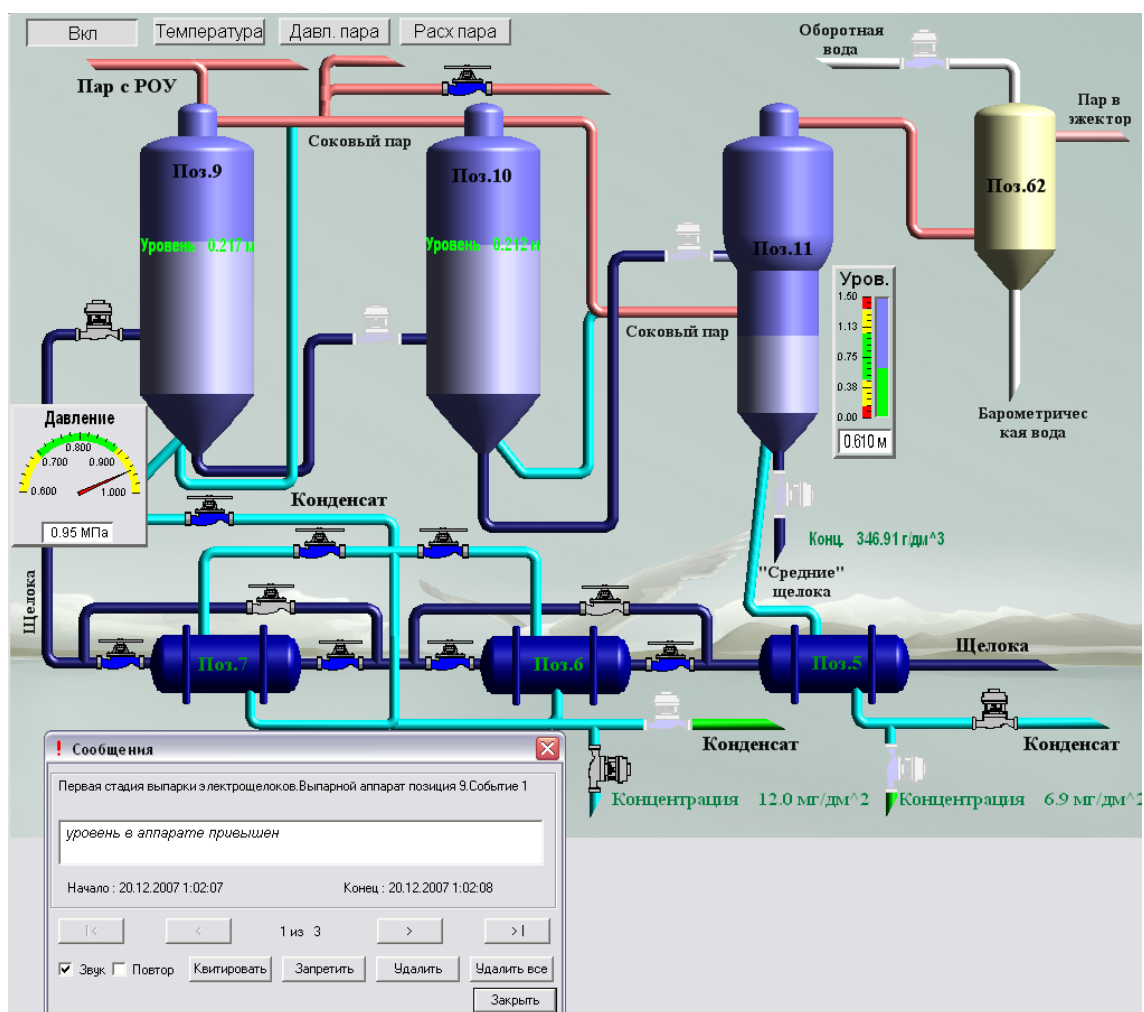 Вкл
Температура
Давл. пара
Расх пара
Оборотная
вода
Пар с РОУ
Пар в
эжектор
Соковый пар
Поз.9
Поз.10
Поз.62
Уровень 0.217 м
Уровень 0.212 м
Поз.11
Уров.
1.50
1.13
0.75
0.38
0.00
0.610 м
Соковый пар
Барометричес
кая вода
Давление
0.800
0.700
0.900
0.600
1.000
0.95 МПа
Конденсат
Конц. 346.91 г/дм^3
"Средние"
щелока
Щелока
Поз.7
Поз.6
Поз.5
Щелока
Конденсат
Конденсат
Концентрация 12.0 мг/дм^2
Концентрация 6.9 мг/дм^2
! Сообщения
Первая стадия выпарки электрощелоков.Выпарной аппарат позиция 9.Событие 1
уровень в аппарате привышен
Начало : 20.12.2007 1:02:07
Конец : 20.12.2007 1:02:08
|<
<
1 из 3
>
>|
Звук
Повтор
Квитировать
Запретить
Удалить
Удалить все
Закрыть